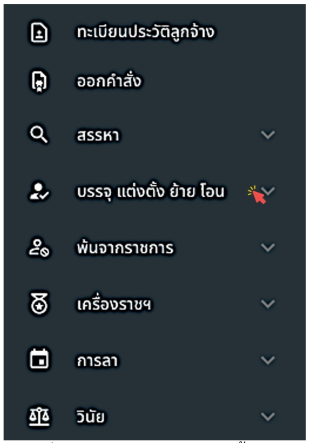 ทะเบียนประวัติลูกจ้าง
ออกคำสั่ง
สรรหา
บรรจุ แต่งตั้ง ย้าย โอน
พ้นจากราชการ
เครื่องราชฯ
การลา
วินัย